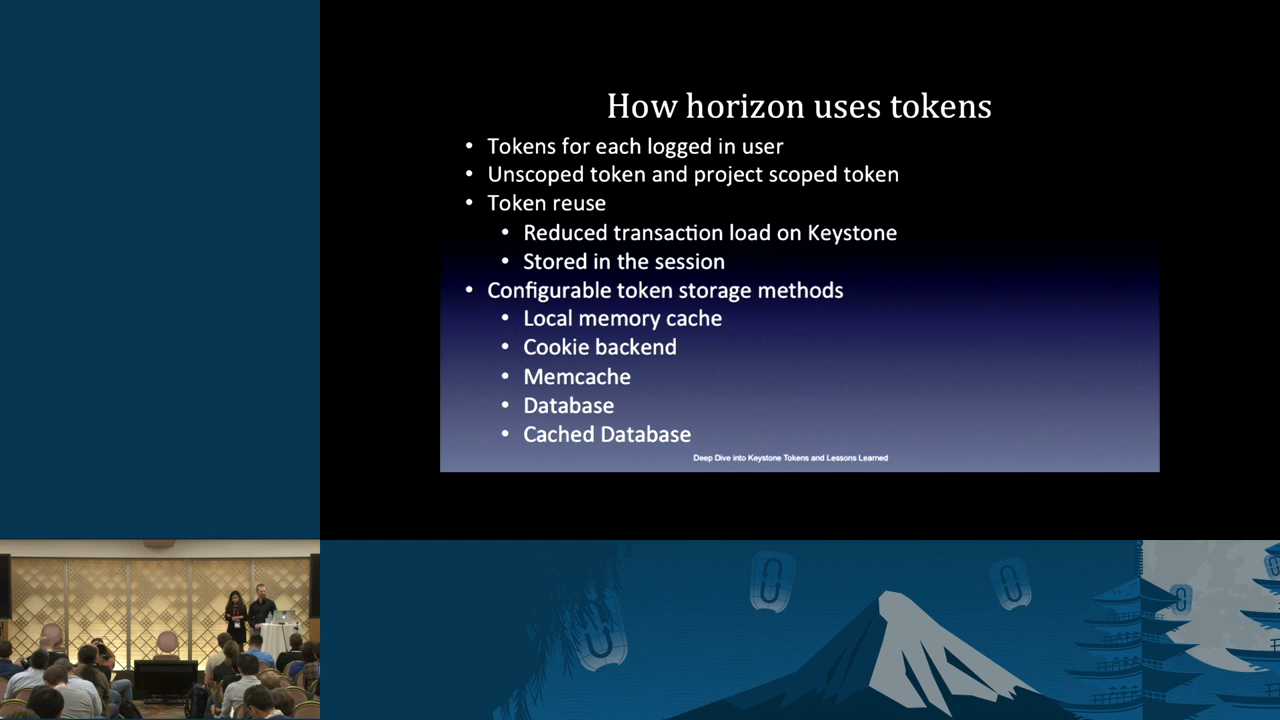 How horizon uses tokens
• Tokens for each logged in user
• Unscoped token and project scoped token
• Token reuse
• Reduced transaction load on Keystone
• Stored in the session
• Configurable token storage methods
• Local memory cache
• Cookie backend
• Memcache
• Database
• Cached Database
Deep Dive into Keystone Tokens and Lessons Learned